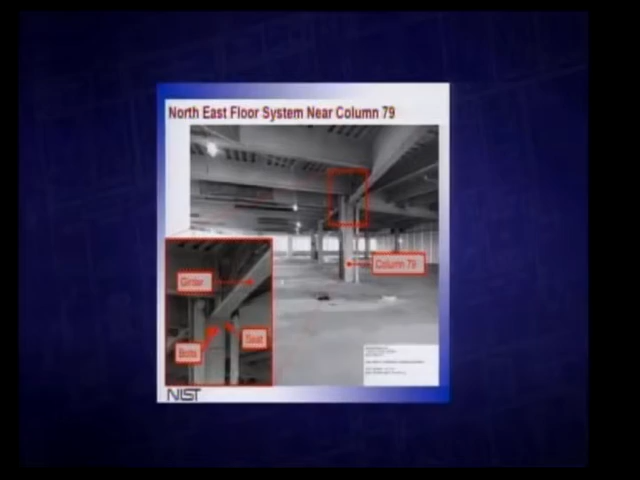 North East Floor System Near Column 79
Column 79
Girder
Seat
Bolts
NIST